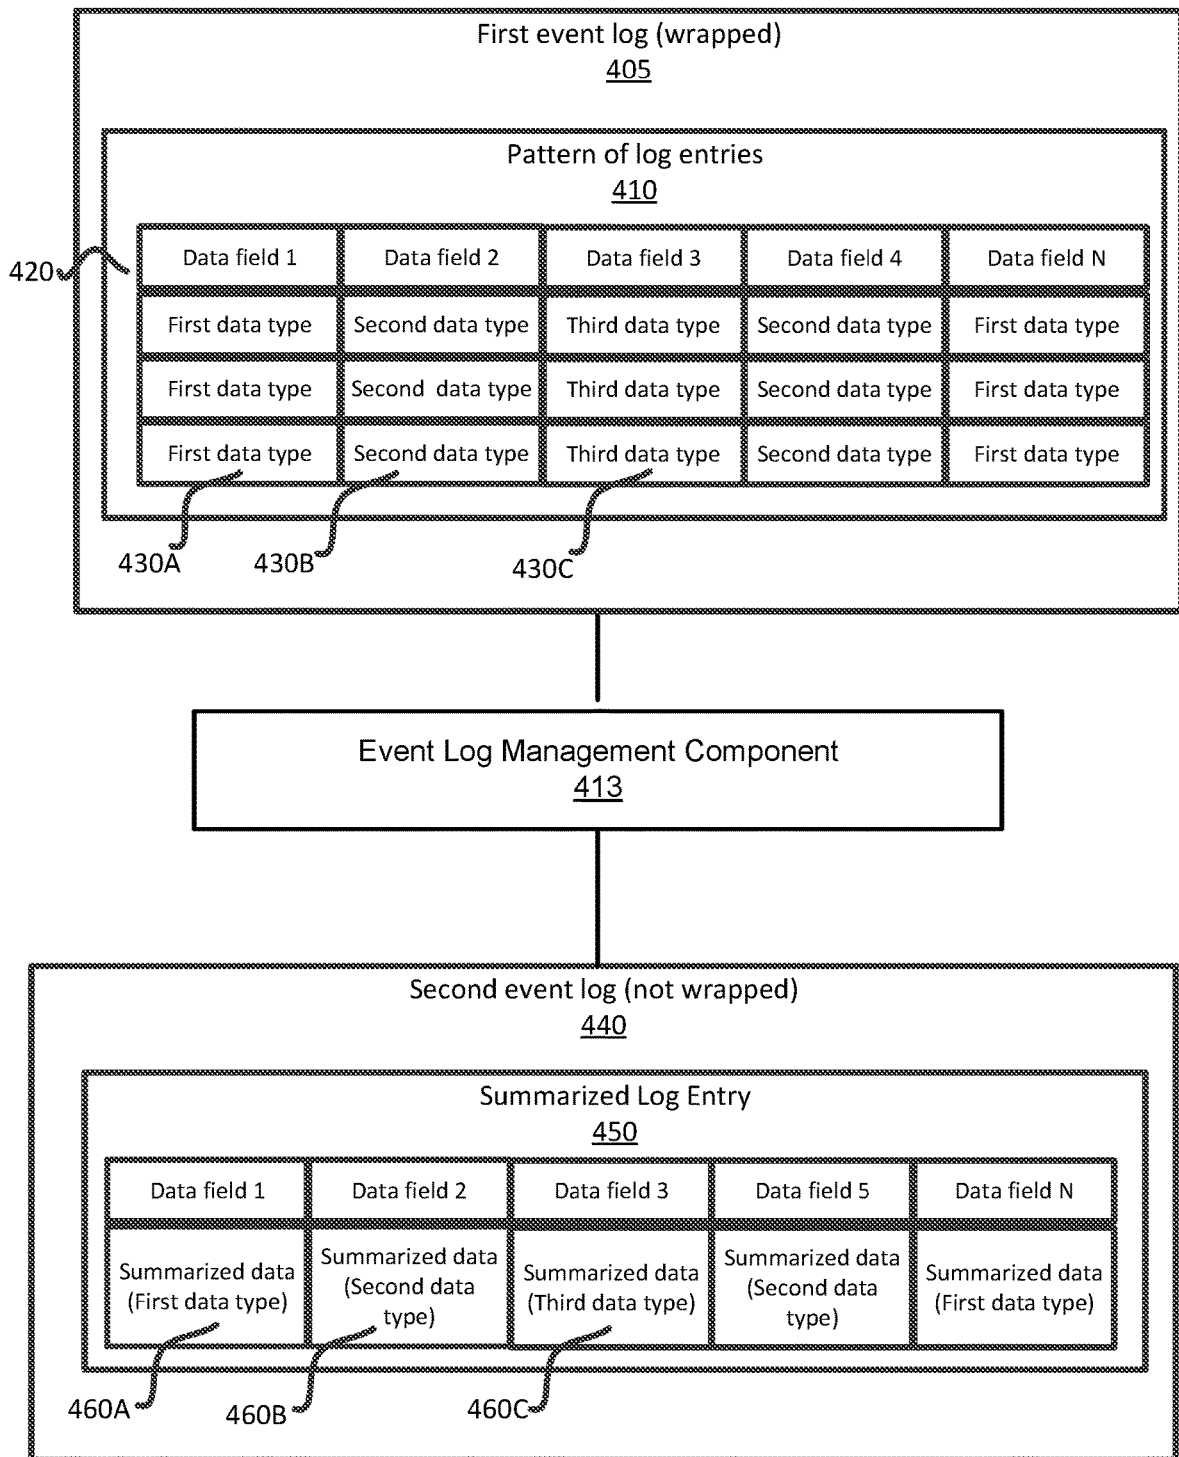 First event log (wrapped)
405
Pattern of log entries
410
420
Data field 1 Data field 2 Data field 3 Data field 4 Data field N
First data type Second data type Third data type Second data type First data type
First data type Second data type Third data type Second data type First data type
First data type Second data type Third data type Second data type First data type
430A 430B 430C
Event Log Management Component
413
Second event log (not wrapped)
440
Summarized Log Entry
450
Data field 1 Data field 2 Data field 3 Data field 5 Data field N
Summarized data
(First data type)
Summarized data
(Second data
type)
Summarized data
(Third data type)
Summarized data
(Second data
type)
Summarized data
(First data type)
460A 460B 460C